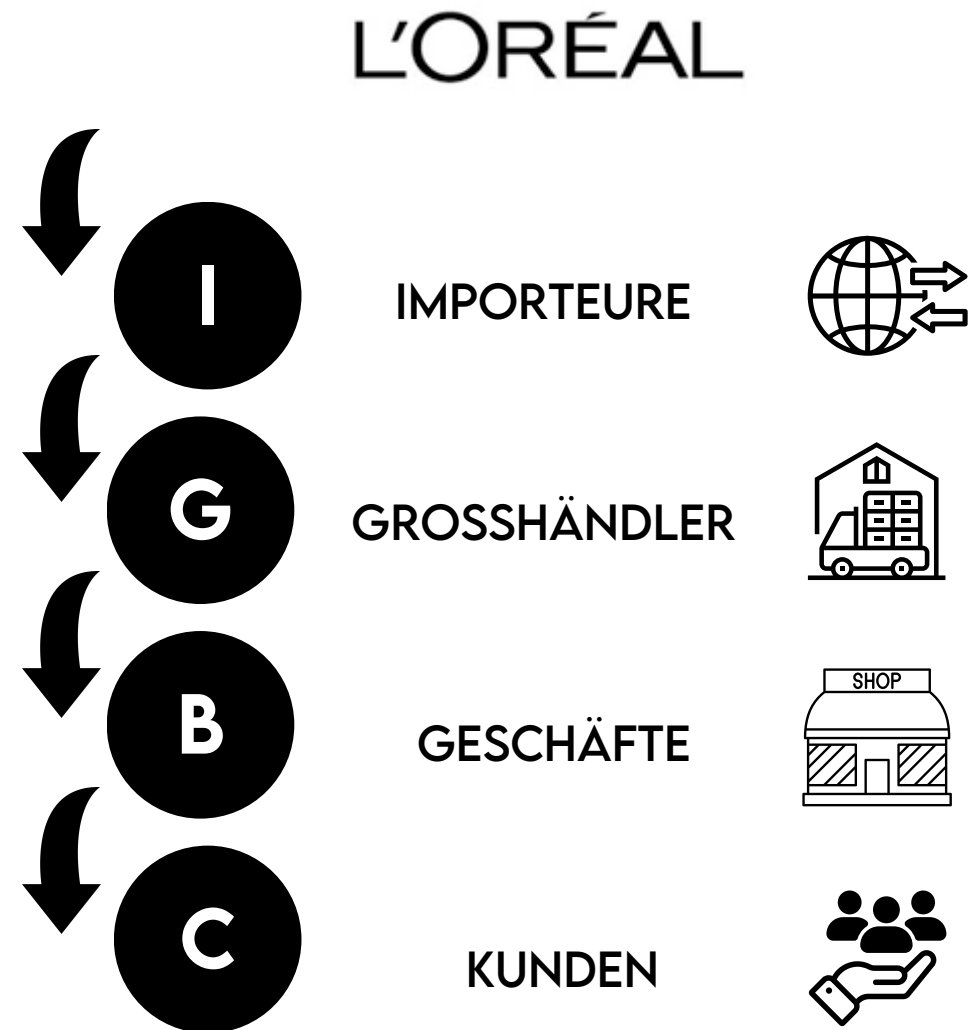 L'ORÉAL
I
IMPORTEURE
G
GROSSHÄNDLER
B
GESCHÄFTE
SHOP
C
KUNDEN